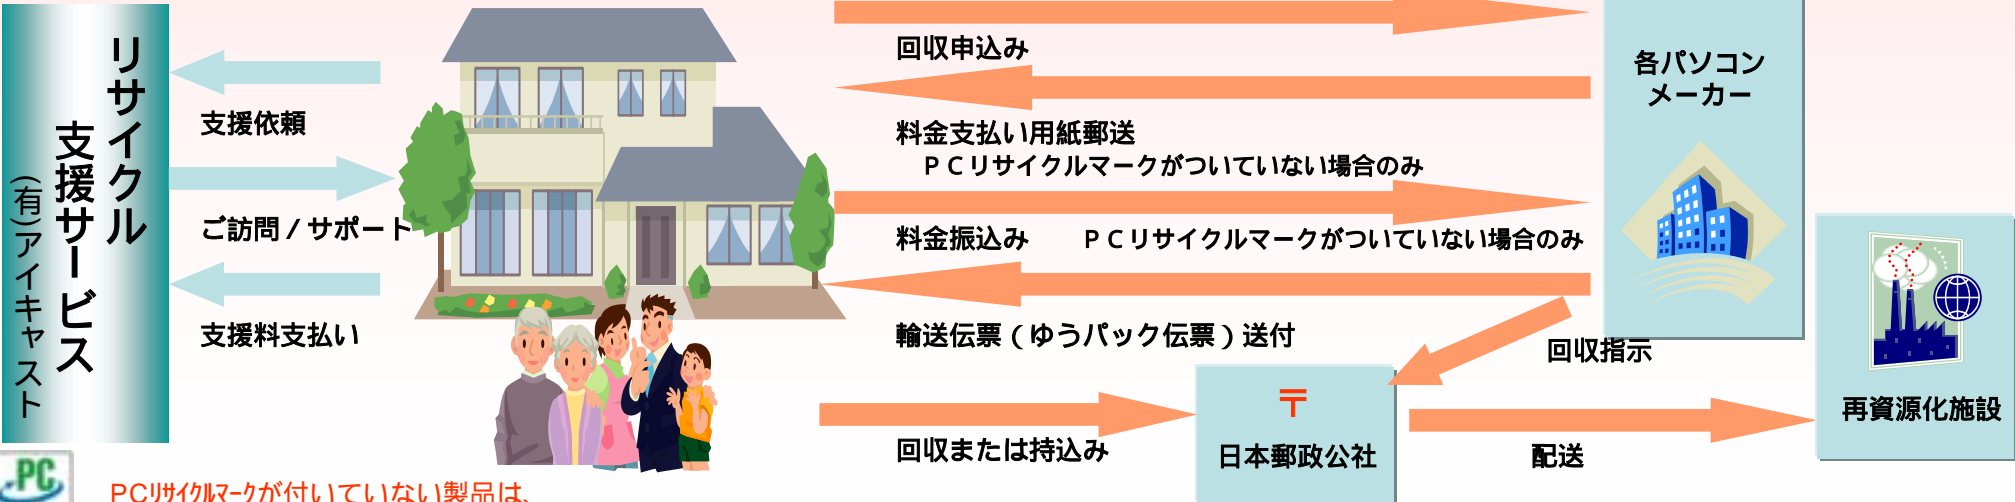 リサイクル
支援サービス
(有)アイキャスト
支援依頼
ご訪問／サポート
支援料支払い
回収申込み
料金支払い用紙郵送
ＰＣリサイクルマークがついていない場合のみ
料金振込み　　ＰＣリサイクルマークがついていない場合のみ
輸送伝票（ゆうパック伝票）送付
回収指示
回収または持込み
各パソコン
メーカー
〒
日本郵政公社
配送
再資源化施設
PC
PCﾘｻｲｸﾙﾏｰｸが付いていない製品は、